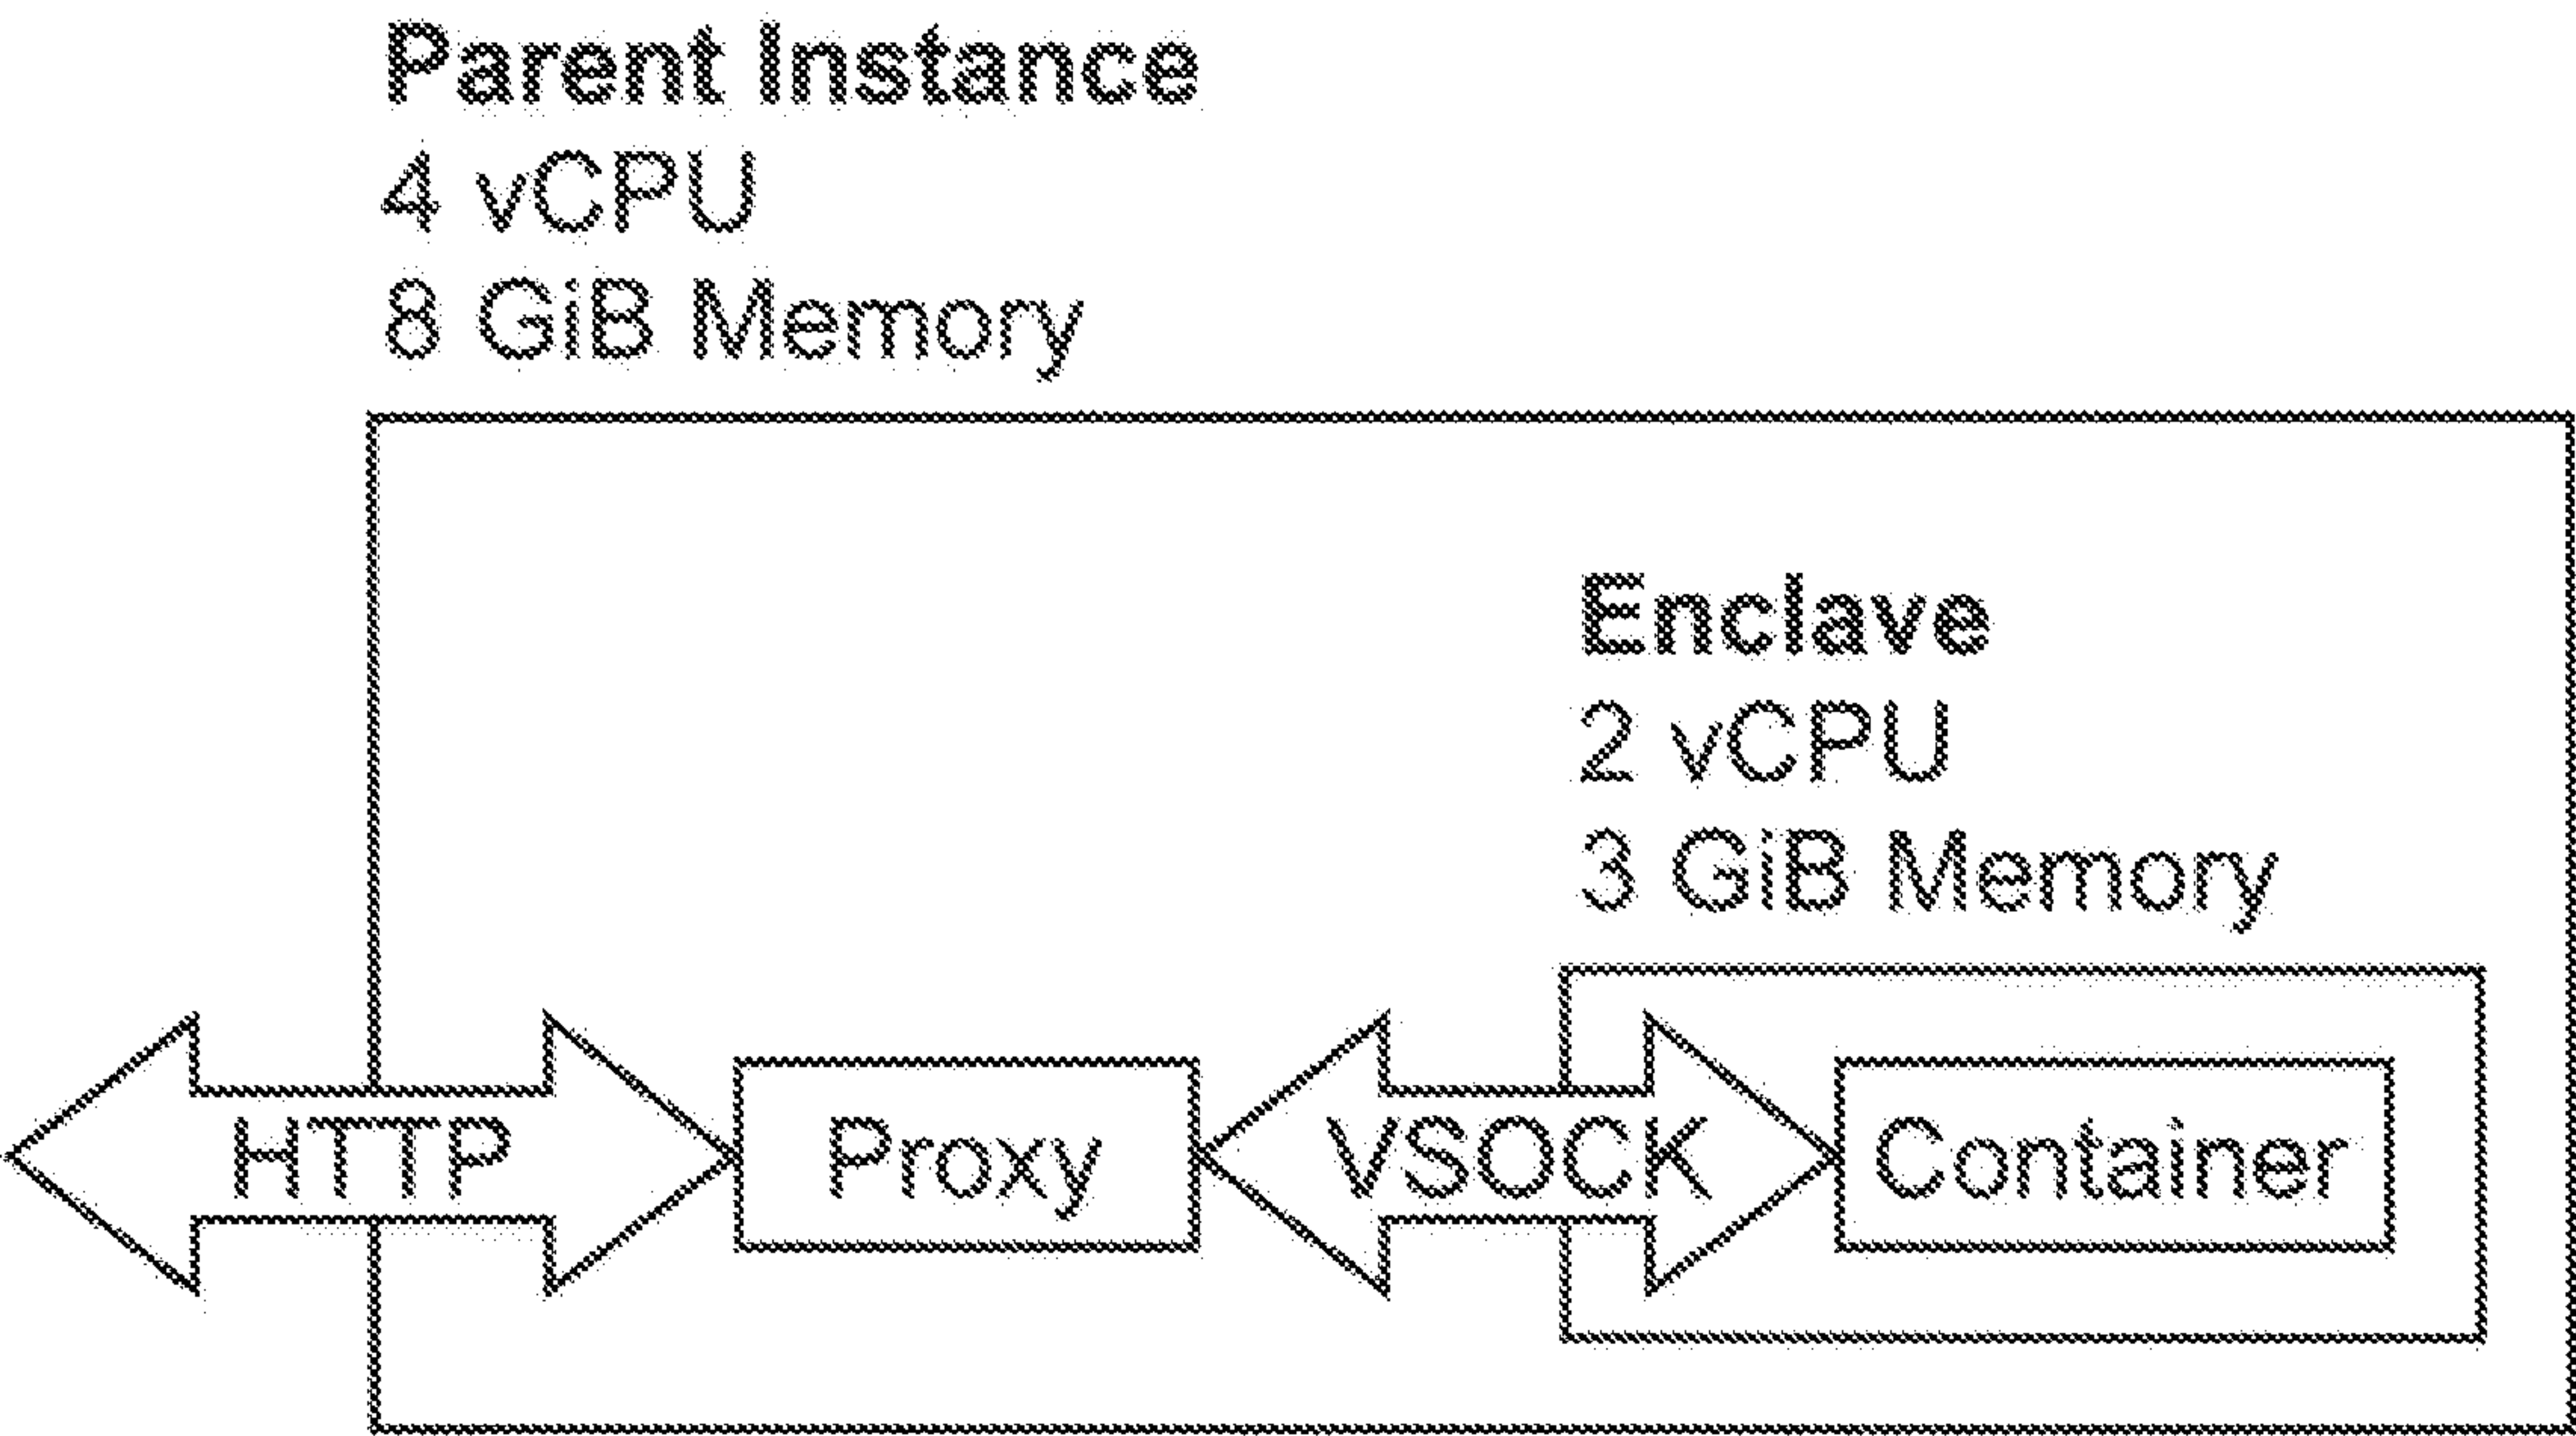 Parent Instance
4 vCPU
8 GiB Memory
Enclave
2 vCPU
3 GiB Memory
HTTP
Proxy
VSOCK
Container